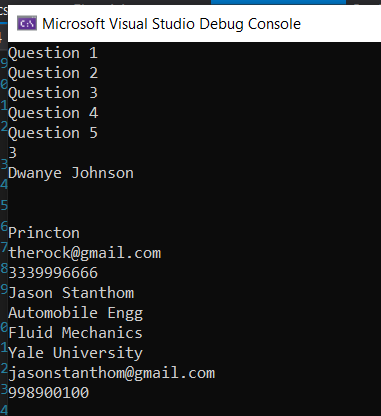 Microsoft Visual Studio Debug Console
Question 1
Question 2
Question 3
Question 4
Question 5
3
Dwanye Johnson
Princton
therock@gmail.com
3339996666
Jason Stanthom
Automobile Engg
Fluid Mechanics
Yale University
jasonstanthom@gmail.com
998900100